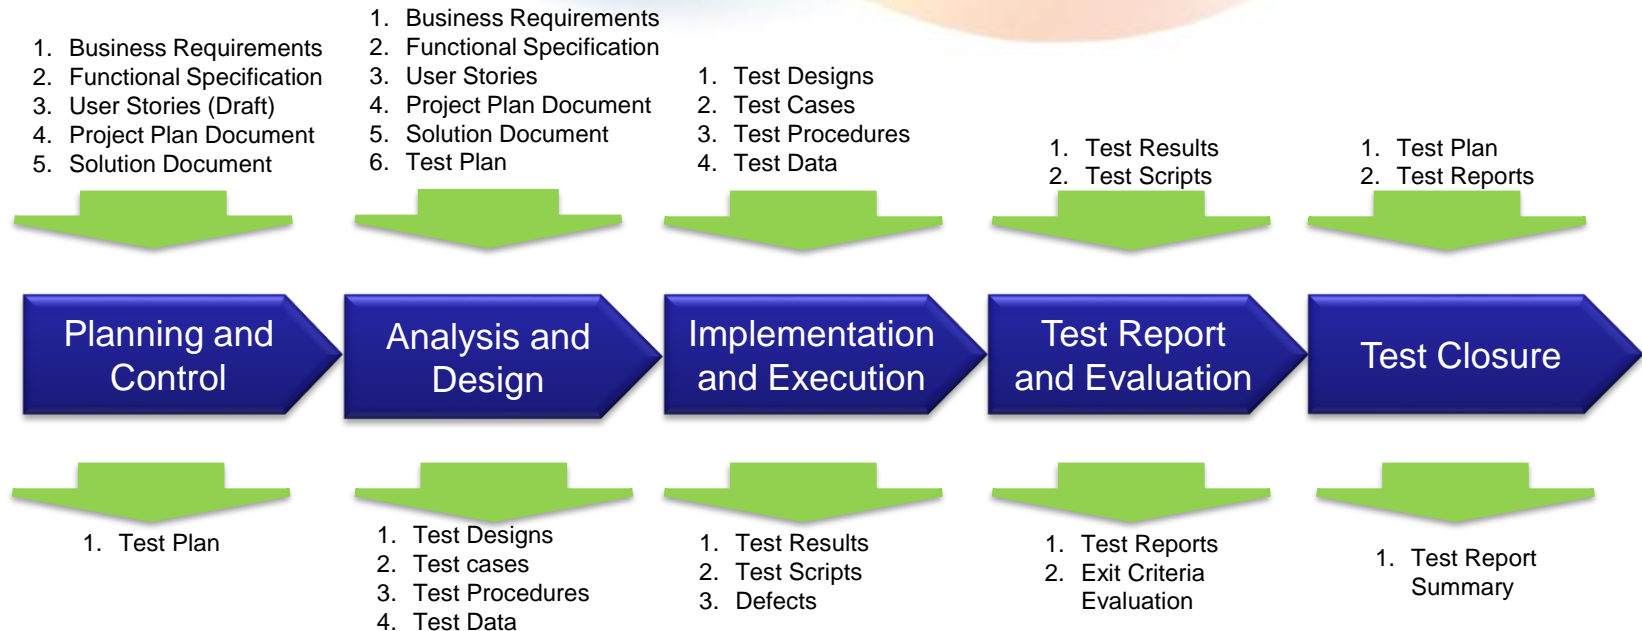 1. Business Requirements
2. Functional Specification
3. User Stories (Draft)
4. Project Plan Document
5. Solution Document
1. Business Requirements
2. Functional Specification
3. User Stories
4. Project Plan Document
5. Solution Document
6. Test Plan
1. Test Designs
2. Test Cases
3. Test Procedures
4. Test Data
1. Test Results
2. Test Scripts
1. Test Plan
2. Test Reports
Planning and
Control
Analysis and
Design
Implementation
and Execution
Test Report
and Evaluation
Test Closure
1. Test Plan
1. Test Designs
2. Test cases
3. Test Procedures
4. Test Data
1. Test Results
2. Test Scripts
3. Defects
1. Test Reports
2. Exit Criteria
Evaluation
1. Test Report
Summary